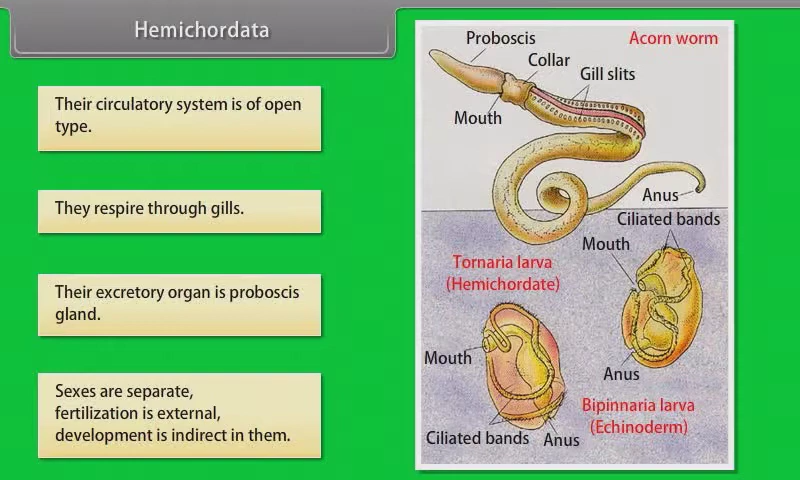 Hemichordata
Their circulatory system is of open
type.
They respire through gills.
Their excretory organ is proboscis
gland.
Sexes are separate,
fertilization is external,
development is indirect in them.
Proboscis
Acorn worm
Collar
Gill slits
Mouth
Anus
Ciliated bands
Mouth
Tornaria larva
(Hemichordate)
Mouth
Anus
Bipinnaria larva
(Echinoderm)
Ciliated bands
Anus